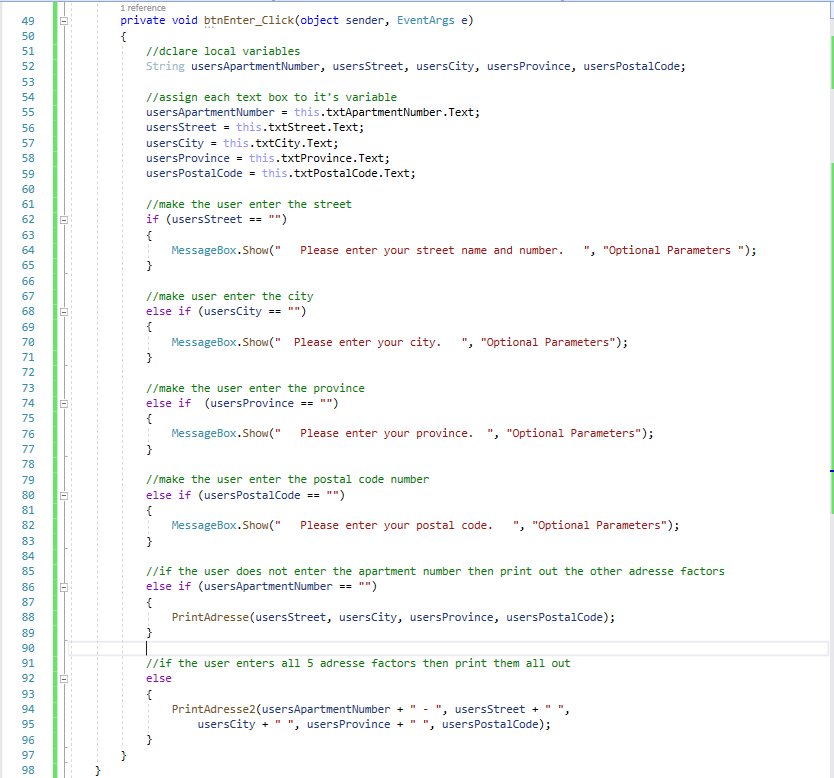 1 reference
49 private void btnEnter_Click(object sender, EventArgs e)
50 {
51 //dclare local variables
52 String usersApartmentNumber, usersStreet, usersCity, usersProvince, usersPostalCode;
53
54 //assign each text box to it's variable
55 usersApartmentNumber = this.txtApartmentNumber.Text;
56 usersStreet = this.txtStreet.Text;
57 usersCity = this.txtCity.Text;
58 usersProvince = this.txtProvince.Text;
59 usersPostalCode = this.txtPostalCode.Text;
60
61 //make the user enter the street
62 if (usersStreet == "")
63 {
64 MessageBox.Show("   Please enter your street name and number.   ", "Optional Parameters ");
65 }
66
67 //make user enter the city
68 else if (usersCity == "")
69 {
70 MessageBox.Show("  Please enter your city.   ", "Optional Parameters");
71 }
72
73 //make the user enter the province
74 else if  (usersProvince == "")
75 {
76 MessageBox.Show("   Please enter your province.  ", "Optional Parameters");
77 }
78
79 //make the user enter the postal code number
80 else if (usersPostalCode == "")
81 {
82 MessageBox.Show("   Please enter your postal code.   ", "Optional Parameters");
83 }
84
85 //if the user does not enter the apartment number then print out the other adresse factors
86 else if (usersApartmentNumber == "")
87 {
88 PrintAdresse(usersStreet, usersCity, usersProvince, usersPostalCode);
89 }
90
91 //if the user enters all 5 adresse factors then print them all out
92 else
93 {
94 PrintAdresse2(usersApartmentNumber + " - ", usersStreet + " ",
95 usersCity + " ", usersProvince + " ", usersPostalCode);
96 }
97 }
98 }